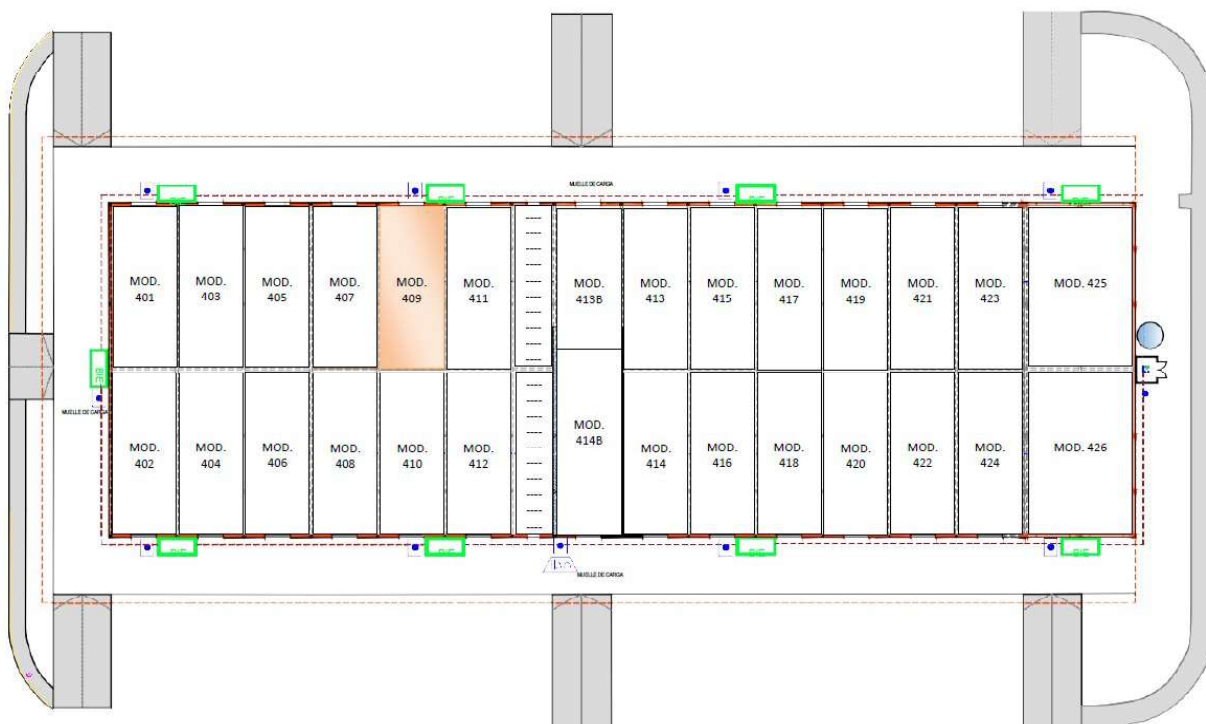 MUELLE DE CARGA
MOD.
401
MOD.
403
MOD.
405
MOD.
407
MOD.
409
MOD.
411
MOD.
413B
MOD.
413
MOD.
415
MOD.
417
MOD.
419
MOD.
421
MOD.
423
MOD. 425
BIE
MUELLE DE CARGA
MOD.
402
MOD.
404
MOD.
406
MOD.
408
MOD.
410
MOD.
412
MOD.
414B
MOD.
414
MOD.
416
MOD.
418
MOD.
420
MOD.
422
MOD.
424
MOD. 426
MUELLE DE CARGA